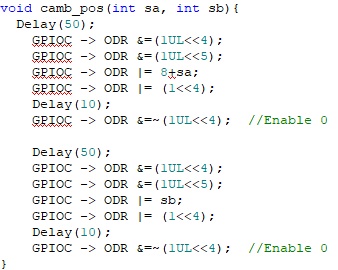 void camb_pos(int sa, int sb){
Delay(50);
GPIOC -> ODR &=(1UL<<4);
GPIOC -> ODR &=(1UL<<5);
GPIOC -> ODR |= 8+sa;
GPIOC -> ODR |= (1<<4);
Delay(10);
GPIOC -> ODR &=~(1UL<<4);  //Enable 0
Delay(50);
GPIOC -> ODR &=(1UL<<4);
GPIOC -> ODR &=(1UL<<5);
GPIOC -> ODR |= sb;
GPIOC -> ODR |= (1<<4);
Delay(10);
GPIOC -> ODR &=~(1UL<<4);  //Enable 0
}